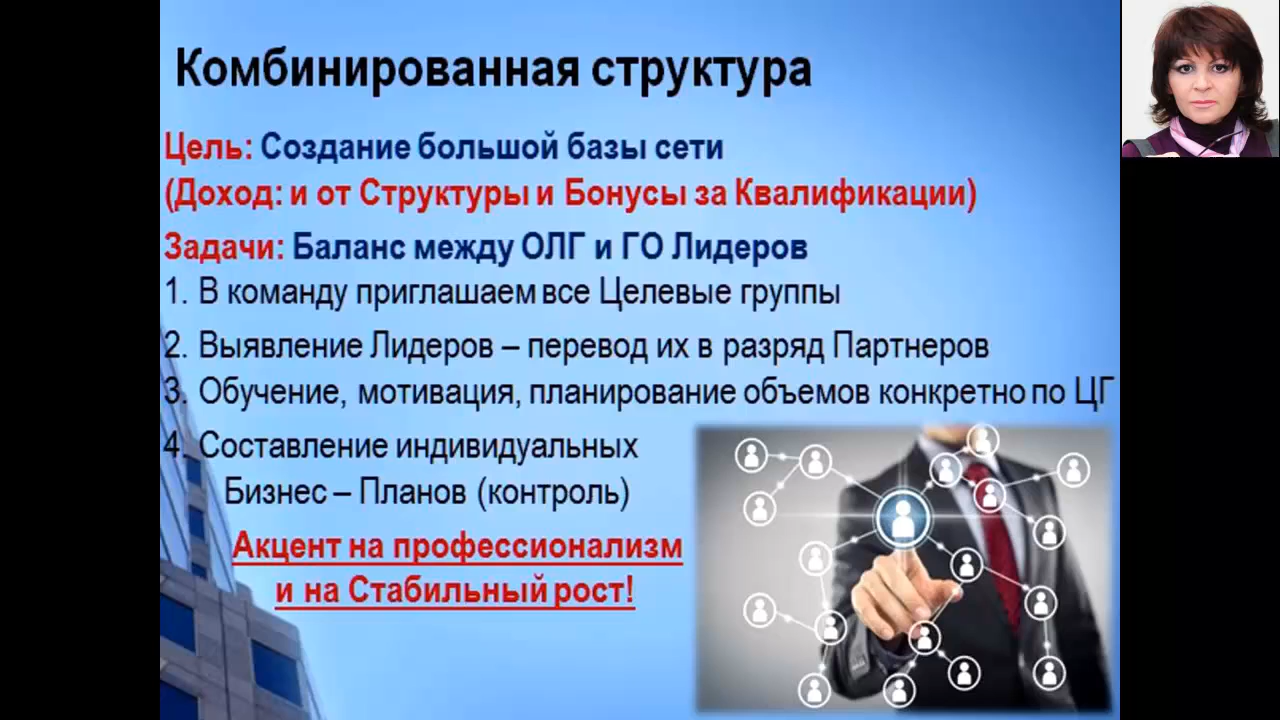 Комбинированная структура
Цель: Создание большой базы сети
(Доход: и от Структуры и Бонусы за Квалификации)
Задачи: Баланс между ОЛГ и ГО Лидеров
1. В команду приглашаем все Целевые группы
2. Выявление Лидеров – перевод их в разряд Партнеров
3. Обучение, мотивация, планирование объемов конкретно по ЦГ
4. Составление индивидуальных
Бизнес – Планов (контроль)
Акцент на профессионализм
и на Стабильный рост!